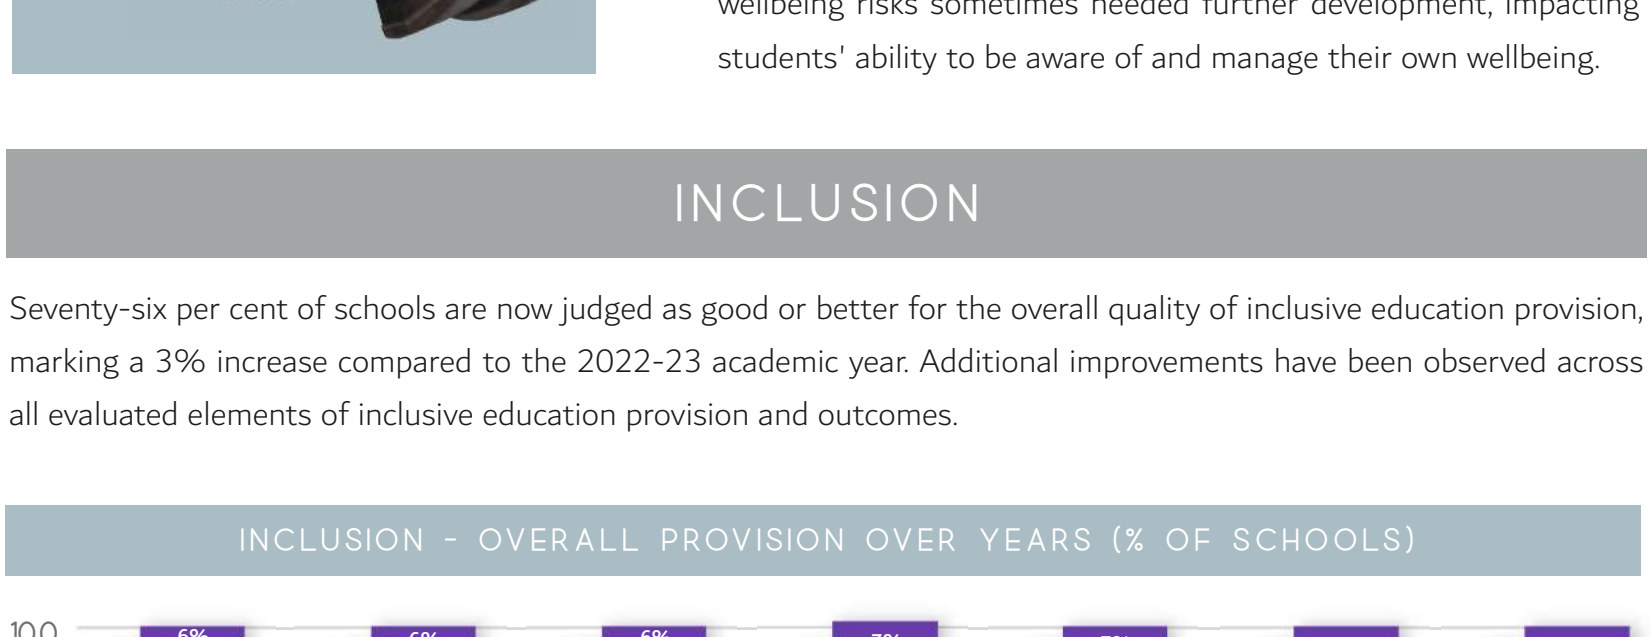 wellbeing risks sometimes needed further development, impacting
students' ability to be aware of and manage their own wellbeing.
INCLUSION
Seventy-six per cent of schools are now judged as good or better for the overall quality of inclusive education provision,
marking a 3% increase compared to the 2022-23 academic year. Additional improvements have been observed across
all evaluated elements of inclusive education provision and outcomes.
INCLUSION - OVERALL PROVISION OVER YEARS (% OF SCHOOLS)
100 6% 6% 6%